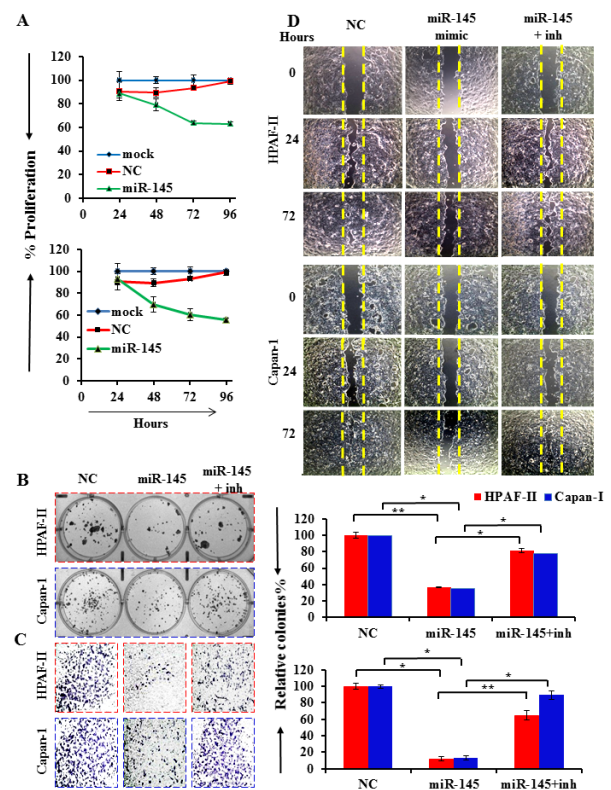 A
120
100
80
60
40
20
0
mock
NC
miR-145
0 24 48 72 96
% Proliferation
120
100
80
60
40
20
0
mock
NC
miR-145
0 24 48 72 96
Hours
D
Hours
NC
miR-145
mimic
miR-145
+ inh
HPAF-II
0
24
72
Capan-1
0
24
72
B
NC
miR-145
miR-145
+ inh
HPAF-II
Capan-1
C
HPAF-II
Capan-1
Relative colonies%
HPAF-II
Capan-I
120
100
80
60
40
20
0
*
**
*
*
NC
miR-145
miR-145+inh
120
100
80
60
40
20
0
*
*
*
**
NC
miR-145
miR-145+inh